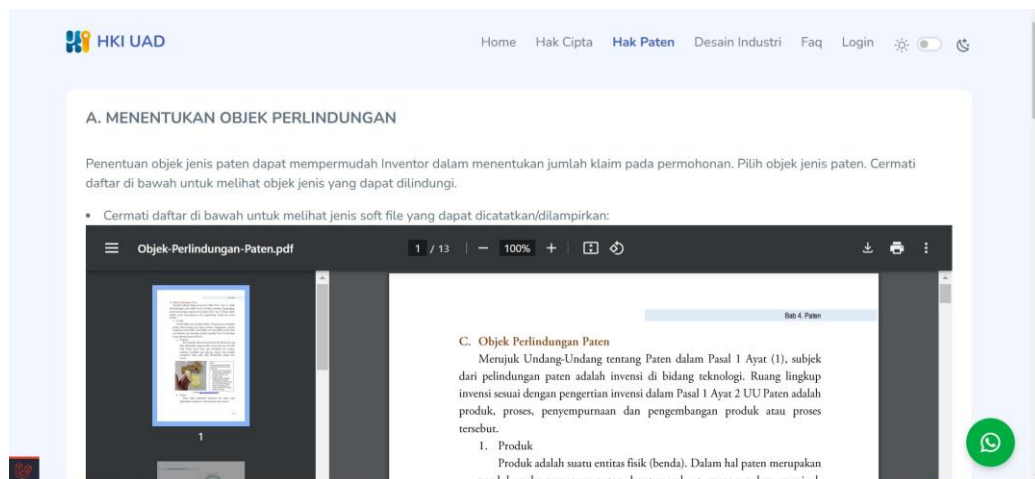 HKI UAD
Home Hak Cipta Hak Paten Desain Industri Faq Login
A. MENENTUKAN OBJEK PERLINDUNGAN
Penentuan objek jenis paten dapat mempermudah Inventor dalam menentukan jumlah klaim pada permohonan. Pilih objek jenis paten. Cermati
daftar di bawah untuk melihat objek jenis yang dapat dilindungi.
• Cermati daftar di bawah untuk melihat jenis soft file yang dapat dicatatkan/dilampirkan:
Objek-Perlindungan-Paten.pdf 1 / 13 100%
1
Bab 4. Paten
C. Objek Perlindungan Paten
Merujuk Undang-Undang tentang Paten dalam Pasal 1 Ayat (1), subjek
dari pelindungan paten adalah invensi di bidang teknologi. Ruang lingkup
invensi sesuai dengan pengertian invensi dalam Pasal 1 Ayat 2 UU Paten adalah
produk, proses, penyempurnaan dan pengembangan produk atau proses
tersebut.
1. Produk
Produk adalah suatu entitas fisik (benda). Dalam hal paten merupakan